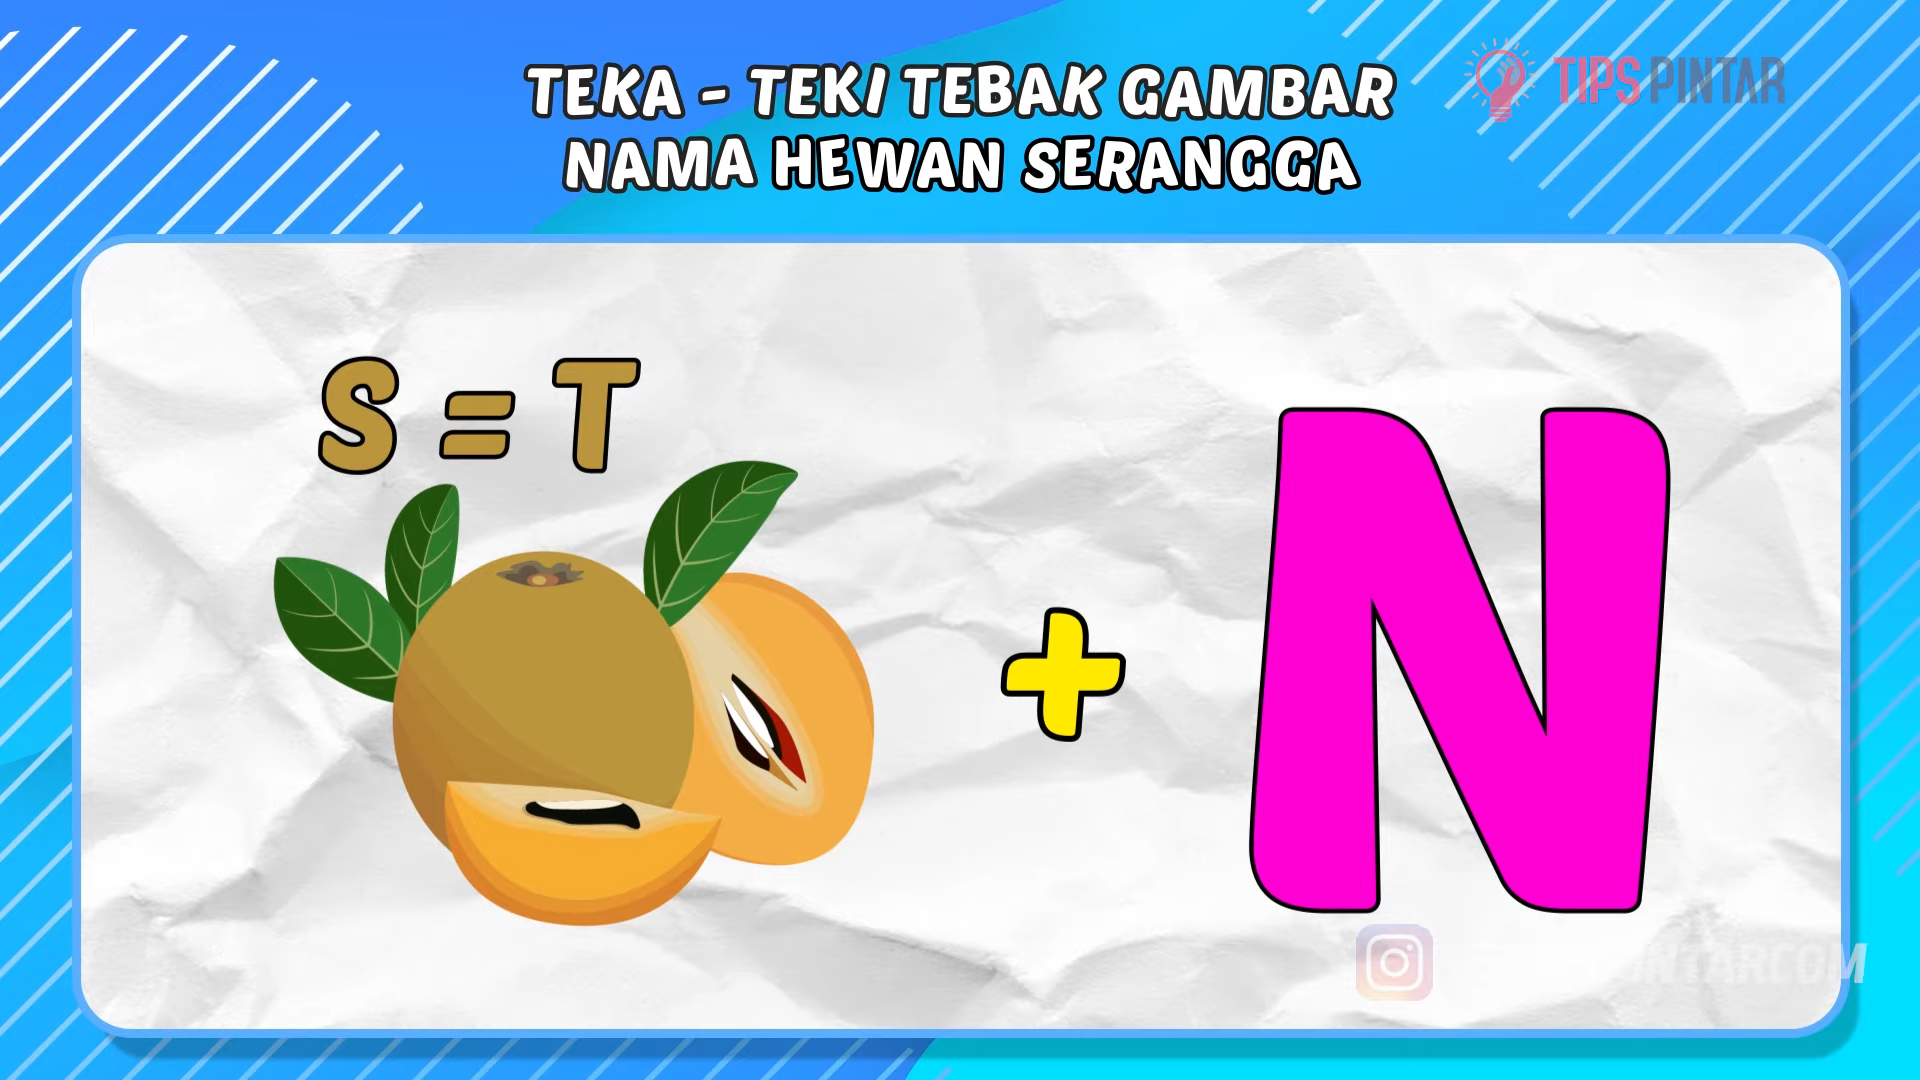 TEKA - TEKI TEBAK GAMBAR
NAMA HEWAN SERANGGA
TIPS PINTAR
S = T
+
N